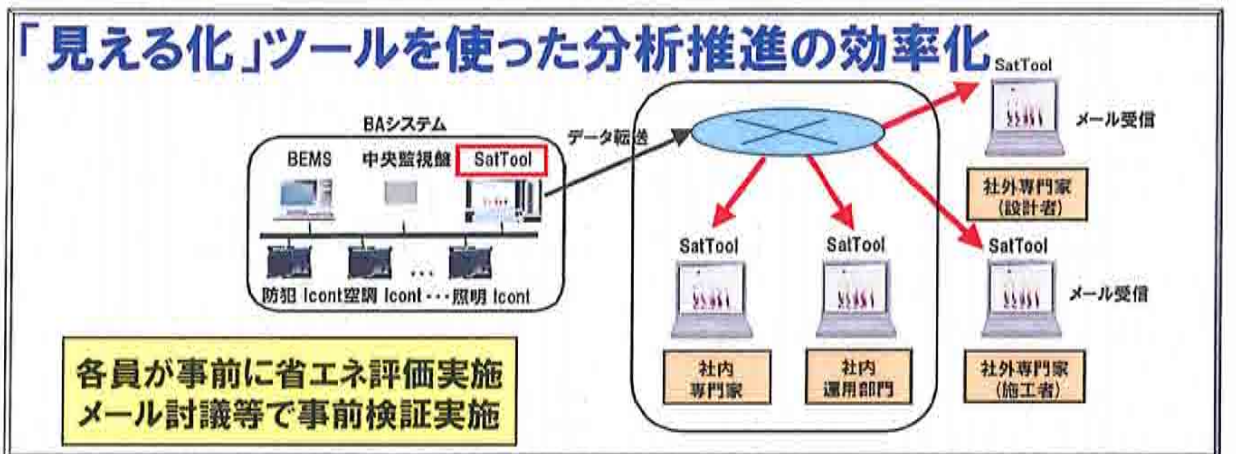 「見える化」ツールを使った分析推進の効率化
BAシステム
BEMS
中央監視盤
SatTool
防犯 Icont空調 Icont・・・照明 Icont
…
データ転送
SatTool
メール受信
社外専門家
(設計者)
SatTool
社内
専門家
SatTool
社内
運用部門
SatTool
メール受信
社外専門家
(施工者)
各員が事前に省エネ評価実施
メール討議等で事前検証実施